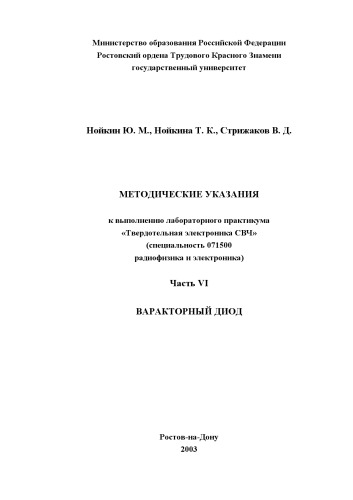 Министерство образования Российской Федерации
Ростовский ордена Трудового Красного Знамени
государственный университет
Нойкин Ю. М., Нойкина Т. К., Стрижаков В. Д.
МЕТОДИЧЕСКИЕ УКАЗАНИЯ
к выполнению лабораторного практикума
«Твердотельная электроника СВЧ»
(специальность 071500
радиофизика и электроника)
Часть VI
ВАРАКТОРНЫЙ ДИОД
Ростов-на-Дону
2003